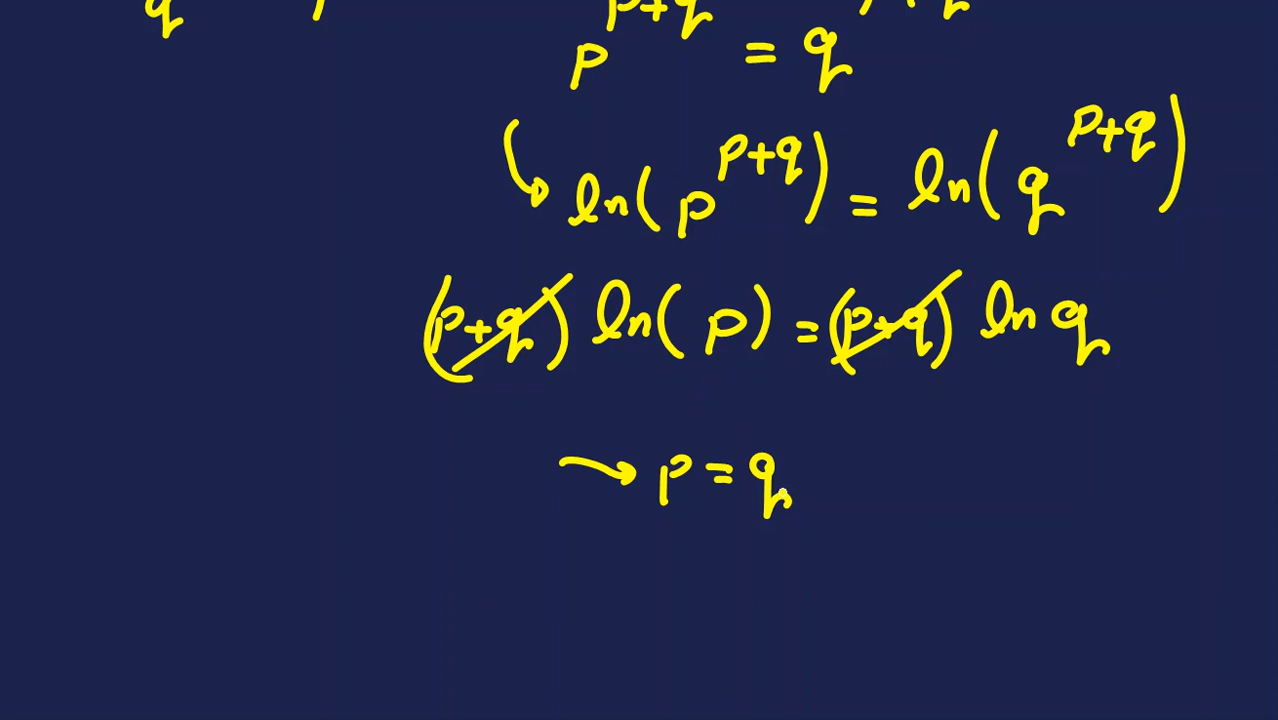 q p p+q p+q
p = q
ln(p^{p+q}) = ln(q^{p+q})
(p+q) ln(p) = (p+q) ln q
→ p = q